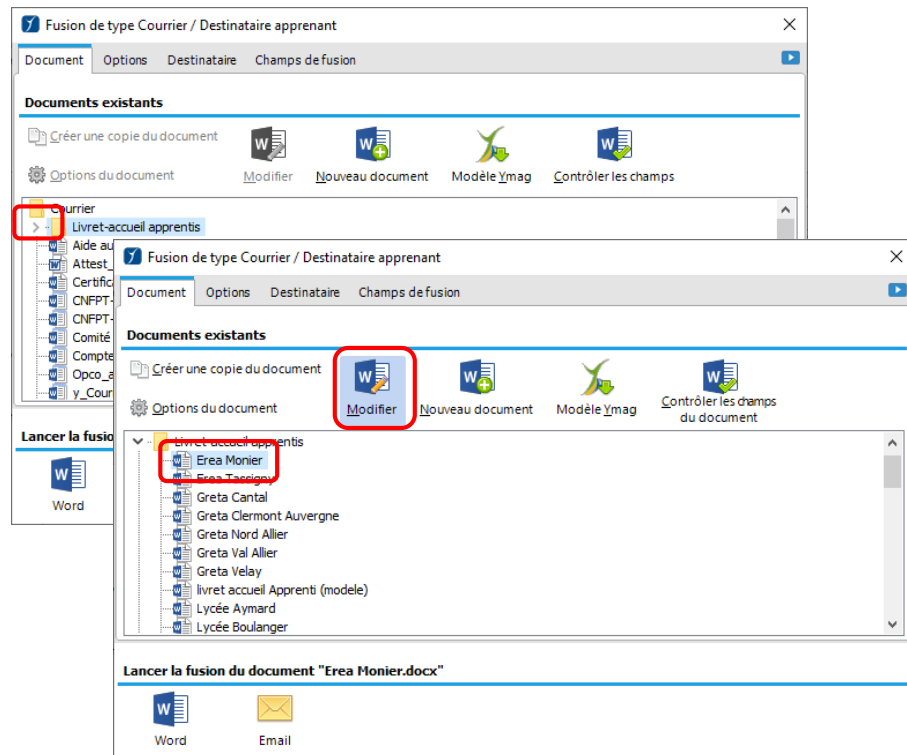 Fusion de type Courrier / Destinataire apprenant
Document Options Destinataire Champs de fusion
Documents existants
Créer une copie du document
Options du document
Modifier Nouveau document Modèle Ymag Contrôler les champs
Courrier
Livret-accueil apprentis
Aide au
Attest_
Certific
CNFPT-
CNFPT-
Comité
Compte
Opco_a
y_Cour
Lancer la fusio
Word
Fusion de type Courrier / Destinataire apprenant
Document Options Destinataire Champs de fusion
Documents existants
Créer une copie du document
Options du document
Modifier Nouveau document Modèle Ymag Contrôler les champs
du document
Livret-accueil apprentis
Erea Monier
Erea Tassigny
Greta Cantal
Greta Clermont Auvergne
Greta Nord Allier
Greta Val Allier
Greta Velay
livret accueil Apprenti (modele)
Lycée Aymard
Lycée Boulanger
Lancer la fusion du document "Erea Monier.docx"
Word Email